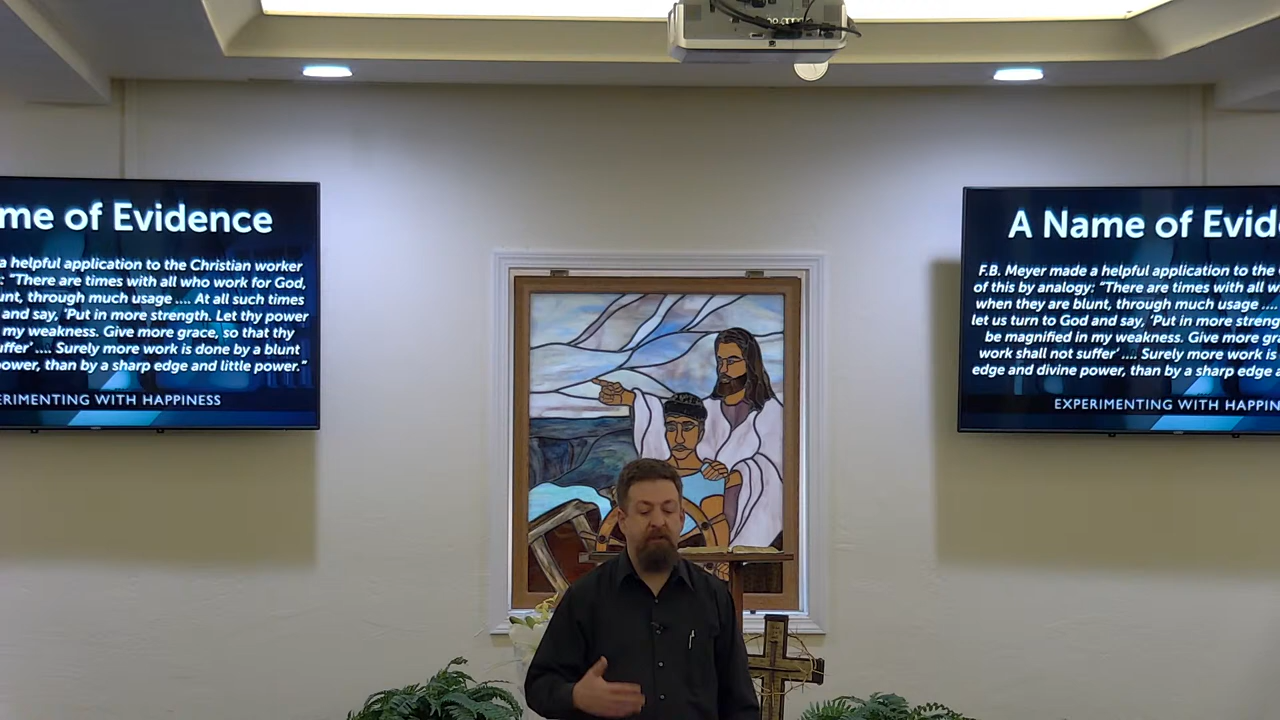 me of Evidence
a helpful application to the Christian worker
: "There are times with all who work for God,
unt, through much usage .... At all such times
and say, 'Put in more strength. Let thy power
my weakness. Give more grace, so that thy
uffer' .... Surely more work is done by a blunt
power, than by a sharp edge and little power."
ERIMENTING WITH HAPPINESS
A Name of Evide
F.B. Meyer made a helpful application to the
of this by analogy: "There are times with all w
when they are blunt, through much usage ....
let us turn to God and say, 'Put in more streng
be magnified in my weakness. Give more gra
work shall not suffer' .... Surely more work is
edge and divine power, than by a sharp edge a
EXPERIMENTING WITH HAPPIN